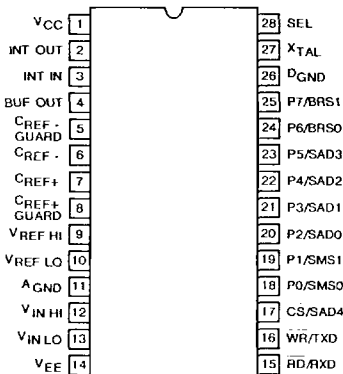 VCC 1
INT OUT 2
INT IN 3
BUF OUT 4
CREF -
GUARD 5
CREF - 6
CREF+ 7
CREF+
GUARD 8
VREF HI 9
VREF LO 10
AGND 11
VIN HI 12
VIN LO 13
VEE 14
28 SEL
27 XTAL
26 DGND
25 P7/BRS1
24 P6/BRS0
23 P5/SAD3
22 P4/SAD2
21 P3/SAD1
20 P2/SAD0
19 P1/SMS1
18 P0/SMS0
17 CS/SAD4
16 WR/TXD
15 RD/RXD